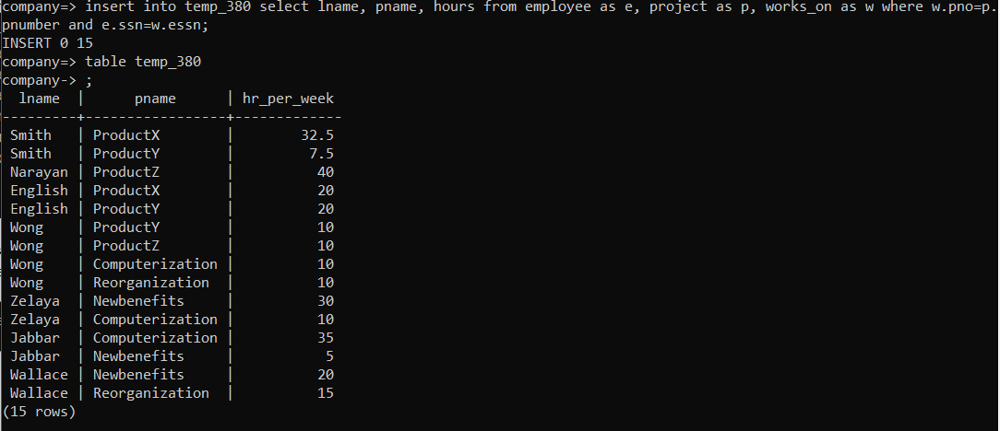 company=> insert into temp_380 select lname, pname, hours from employee as e, project as p, works_on as w where w.pno=p.
pnumber and e.ssn=w.essn;
INSERT 0 15
company=> table temp_380
company-> ;
  lname  |      pname      | hr_per_week
---------+-----------------+-------------
 Smith   | ProductX        |        32.5
 Smith   | ProductY        |         7.5
 Narayan | ProductZ        |          40
 English | ProductX        |          20
 English | ProductY        |          20
 Wong    | ProductY        |          10
 Wong    | ProductZ        |          10
 Wong    | Computerization |          10
 Wong    | Reorganization  |          10
 Zelaya  | Newbenefits     |          30
 Zelaya  | Computerization |          10
 Jabbar  | Computerization |          35
 Jabbar  | Newbenefits     |           5
 Wallace | Newbenefits     |          20
 Wallace | Reorganization  |          15
(15 rows)